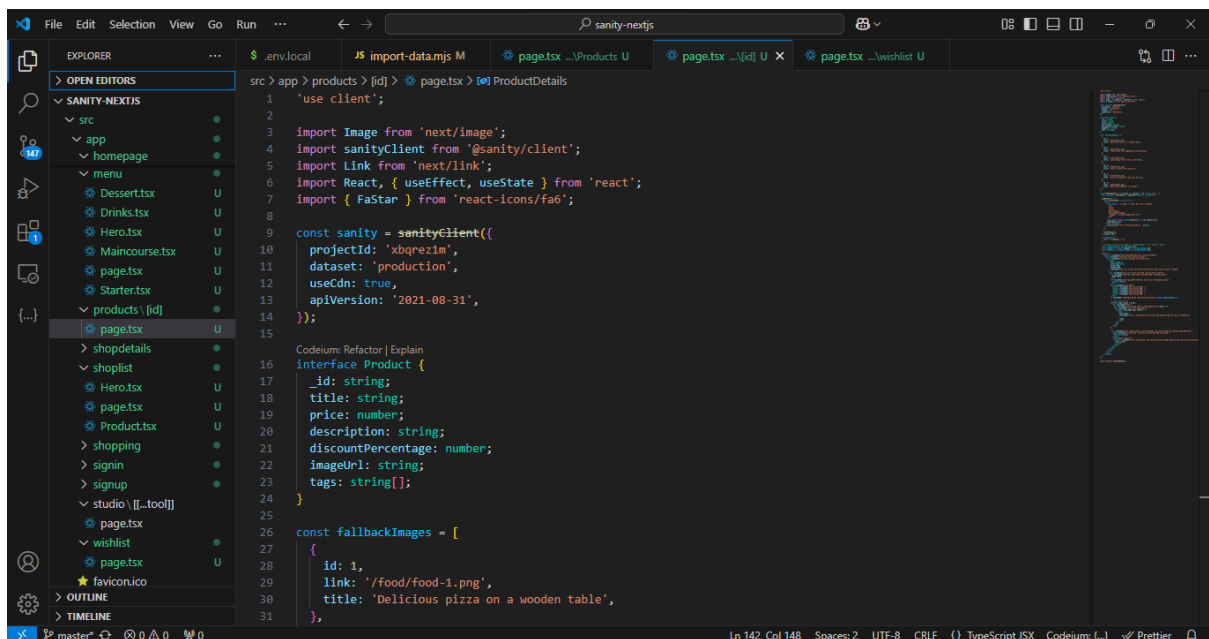 File Edit Selection View Go Run ··· ← → sanity-nextjs
EXPLORER ···
$ .env.local JS import-data.mjs M page.tsx ...\Products U page.tsx ...\[id] U × page.tsx ...\wishlist U ···
> OPEN EDITORS
src > app > products > [id] > page.tsx > ProductDetails
SANITY-NEXTJS
src
app
homepage
menu
Dessert.tsx U
Drinks.tsx U
Hero.tsx U
Maincourse.tsx U
page.tsx U
Starter.tsx U
products \ [id]
page.tsx U
> shopdetails
shoplist
Hero.tsx U
page.tsx U
Product.tsx U
> shopping
> signin
> signup
studio \ [[...tool]]
page.tsx
wishlist
page.tsx U
favicon.ico
> OUTLINE
> TIMELINE
147
1
{...}
1 'use client';
2
3 import Image from 'next/image';
4 import sanityClient from '@sanity/client';
5 import Link from 'next/link';
6 import React, { useEffect, useState } from 'react';
7 import { FaStar } from 'react-icons/fa6';
8
9 const sanity = sanityClient({
10 projectId: 'xbqrez1m',
11 dataset: 'production',
12 useCdn: true,
13 apiVersion: '2021-08-31',
14 });
15
Codeium: Refactor | Explain
16 interface Product {
17 _id: string;
18 title: string;
19 price: number;
20 description: string;
21 discountPercentage: number;
22 imageUrl: string;
23 tags: string[];
24 }
25
26 const fallbackImages = [
27 {
28 id: 1,
29 link: '/food/food-1.png',
30 title: 'Delicious pizza on a wooden table',
31 },
master* 0 0 0 Ln 142, Col 148 Spaces: 2 UTF-8 CRLF {} TypeScript JSX Codeium: {...} Prettier